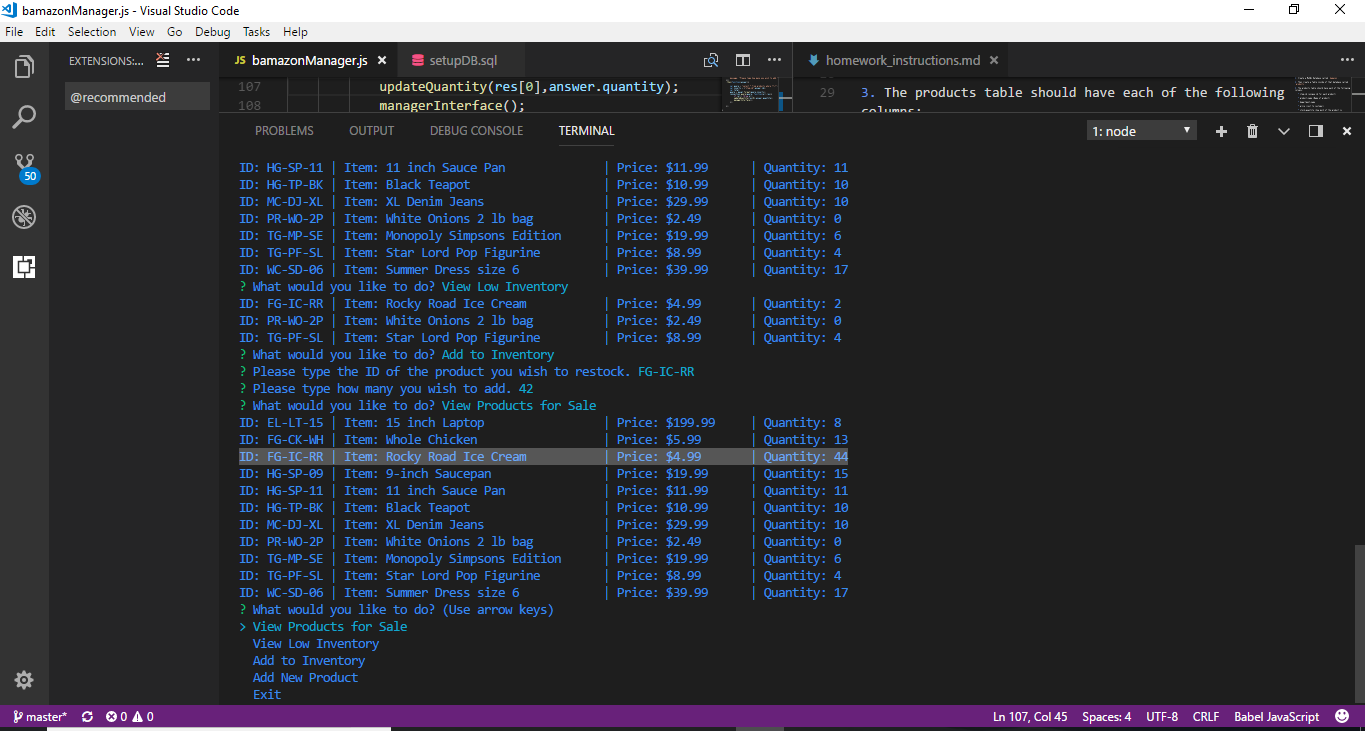 bamazonManager.js - Visual Studio Code
File Edit Selection View Go Debug Tasks Help
EXTENSIONS:... ···
@recommended
50
JS bamazonManager.js × setupDB.sql ···
107 updateQuantity(res[0],answer.quantity);
108 managerInterface();
homework_instructions.md × ···
29 3. The products table should have each of the following
columns:
PROBLEMS OUTPUT DEBUG CONSOLE TERMINAL 1: node
ID: HG-SP-11 | Item: 11 inch Sauce Pan | Price: $11.99 | Quantity: 11
ID: HG-TP-BK | Item: Black Teapot | Price: $10.99 | Quantity: 10
ID: MC-DJ-XL | Item: XL Denim Jeans | Price: $29.99 | Quantity: 10
ID: PR-WO-2P | Item: White Onions 2 lb bag | Price: $2.49 | Quantity: 0
ID: TG-MP-SE | Item: Monopoly Simpsons Edition | Price: $19.99 | Quantity: 6
ID: TG-PF-SL | Item: Star Lord Pop Figurine | Price: $8.99 | Quantity: 4
ID: WC-SD-06 | Item: Summer Dress size 6 | Price: $39.99 | Quantity: 17
? What would you like to do? View Low Inventory
ID: FG-IC-RR | Item: Rocky Road Ice Cream | Price: $4.99 | Quantity: 2
ID: PR-WO-2P | Item: White Onions 2 lb bag | Price: $2.49 | Quantity: 0
ID: TG-PF-SL | Item: Star Lord Pop Figurine | Price: $8.99 | Quantity: 4
? What would you like to do? Add to Inventory
? Please type the ID of the product you wish to restock. FG-IC-RR
? Please type how many you wish to add. 42
? What would you like to do? View Products for Sale
ID: EL-LT-15 | Item: 15 inch Laptop | Price: $199.99 | Quantity: 8
ID: FG-CK-WH | Item: Whole Chicken | Price: $5.99 | Quantity: 13
ID: FG-IC-RR | Item: Rocky Road Ice Cream | Price: $4.99 | Quantity: 44
ID: HG-SP-09 | Item: 9-inch Saucepan | Price: $19.99 | Quantity: 15
ID: HG-SP-11 | Item: 11 inch Sauce Pan | Price: $11.99 | Quantity: 11
ID: HG-TP-BK | Item: Black Teapot | Price: $10.99 | Quantity: 10
ID: MC-DJ-XL | Item: XL Denim Jeans | Price: $29.99 | Quantity: 10
ID: PR-WO-2P | Item: White Onions 2 lb bag | Price: $2.49 | Quantity: 0
ID: TG-MP-SE | Item: Monopoly Simpsons Edition | Price: $19.99 | Quantity: 6
ID: TG-PF-SL | Item: Star Lord Pop Figurine | Price: $8.99 | Quantity: 4
ID: WC-SD-06 | Item: Summer Dress size 6 | Price: $39.99 | Quantity: 17
? What would you like to do? (Use arrow keys)
> View Products for Sale
View Low Inventory
Add to Inventory
Add New Product
Exit
master* 0 0 Ln 107, Col 45 Spaces: 4 UTF-8 CRLF Babel JavaScript